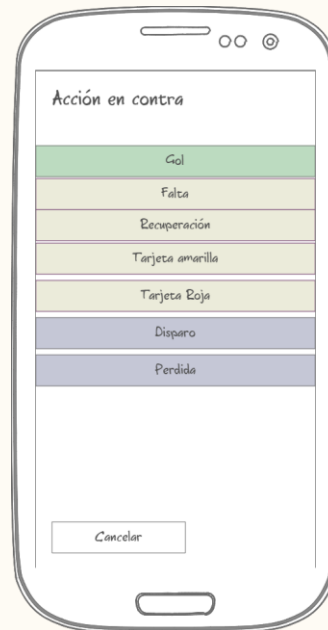 Acción en contra
Gol
Falta
Recuperación
Tarjeta amarilla
Tarjeta Roja
Disparo
Perdida
Cancelar